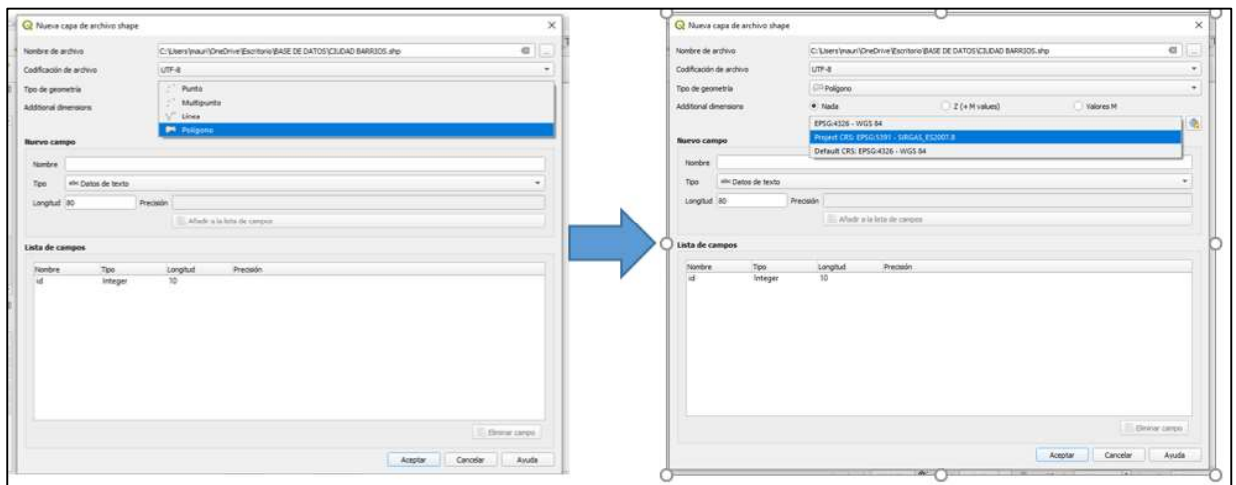 Nueva capa de archivo shape
Nombre de archivo C:\Users\mauri\OneDrive\Escritorio\BASE DE DATOS\CIUDAD BARRIOS.shp ...
Codificación de archivo UTF-8
Tipo de geometría Punto
Additional dimensions Multipunto
Línea
Polígono
Nuevo campo
Nombre
Tipo abc Datos de texto
Longitud 80 Precisión
Añadir a la lista de campos
Lista de campos
Nombre Tipo Longitud Precisión
id Integer 10
Eliminar campo
Aceptar Cancelar Ayuda
Nueva capa de archivo shape
Nombre de archivo C:\Users\mauri\OneDrive\Escritorio\BASE DE DATOS\CIUDAD BARRIOS.shp ...
Codificación de archivo UTF-8
Tipo de geometría Polígono
Additional dimensions Nada Z (+ M values) Valores M
EPSG:4326 - WGS 84
Project CRS: EPSG:5391 - SIRGAS_ES2007.8
Default CRS: EPSG:4326 - WGS 84
Nuevo campo
Nombre
Tipo abc Datos de texto
Longitud 80 Precisión
Añadir a la lista de campos
Lista de campos
Nombre Tipo Longitud Precisión
id Integer 10
Eliminar campo
Aceptar Cancelar Ayuda